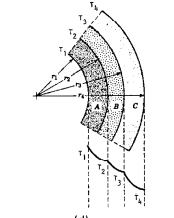 T₄
T₃
T₂
T₁
r₁
r₂
r₃
r₄
A B C
T₁
T₂
T₃
T₄